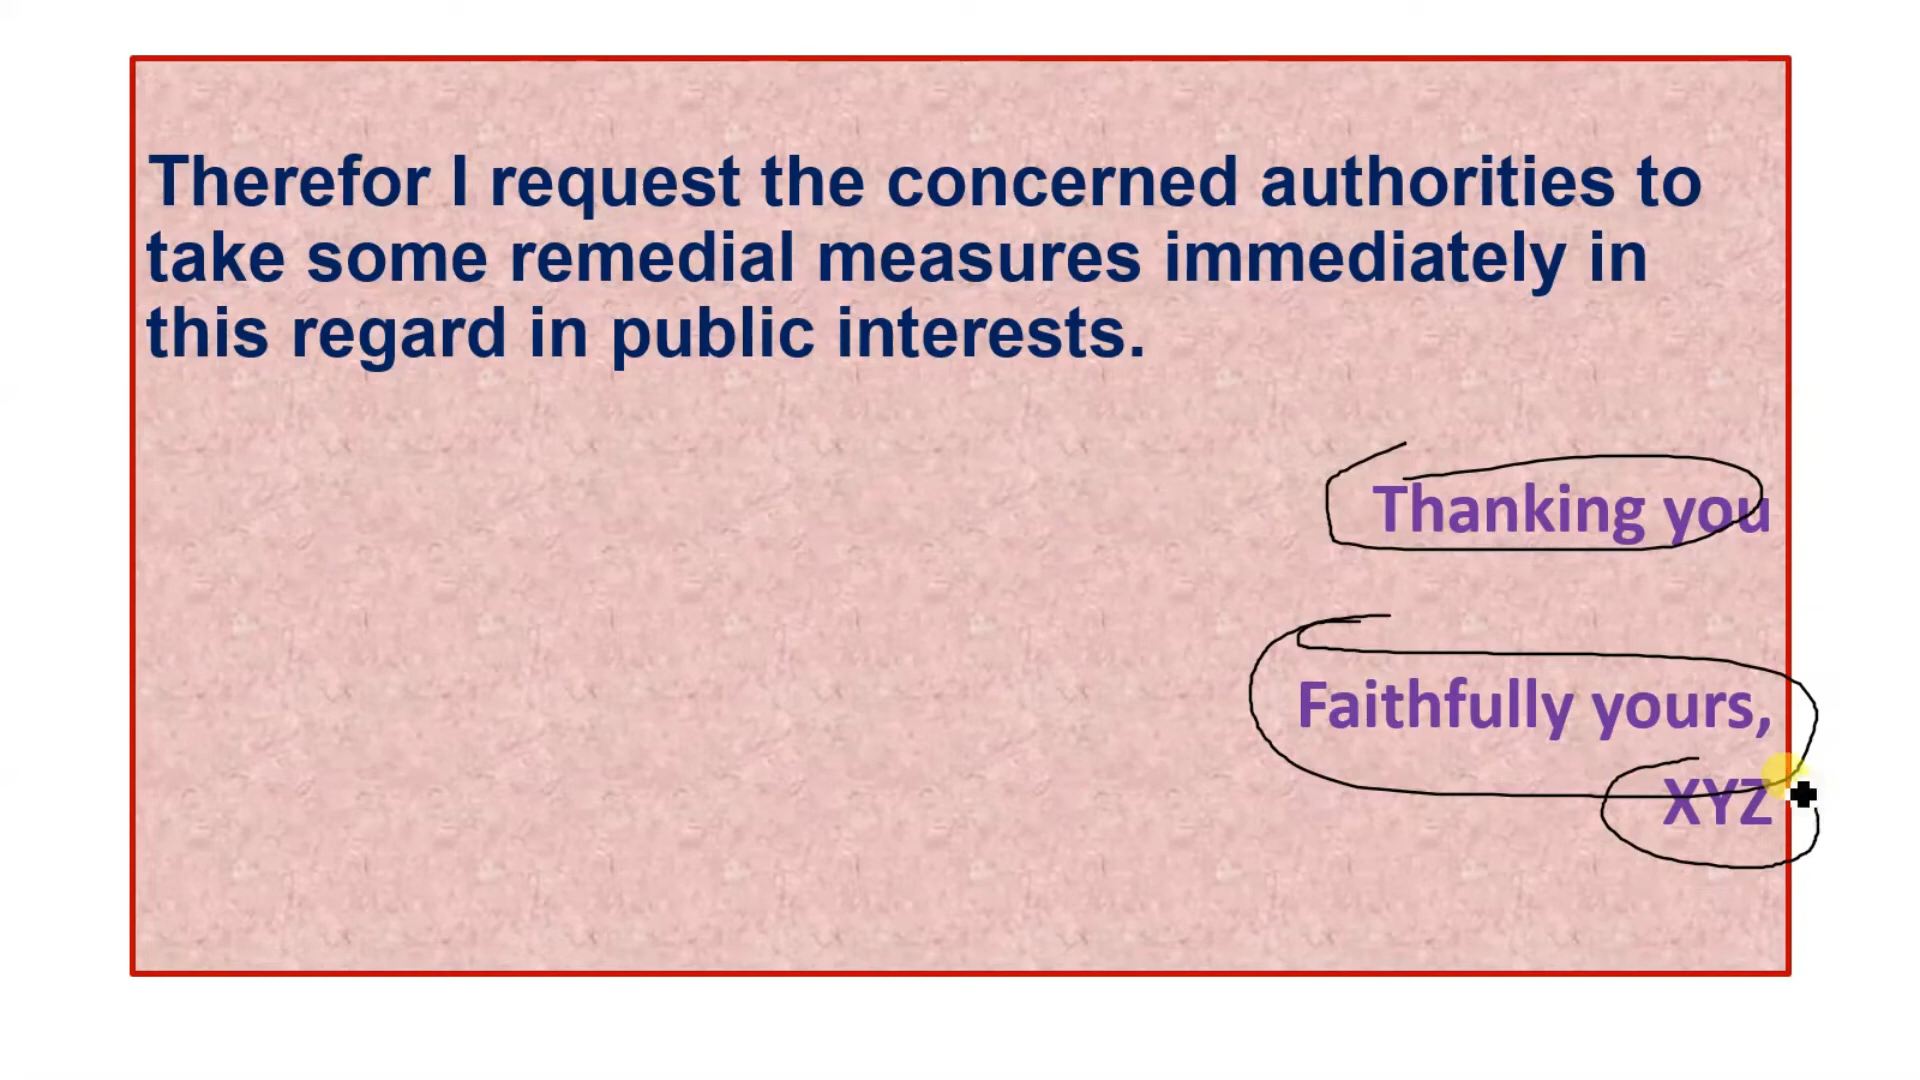 Therefor I request the concerned authorities to
take some remedial measures immediately in
this regard in public interests.
Thanking you
Faithfully yours,
XYZ